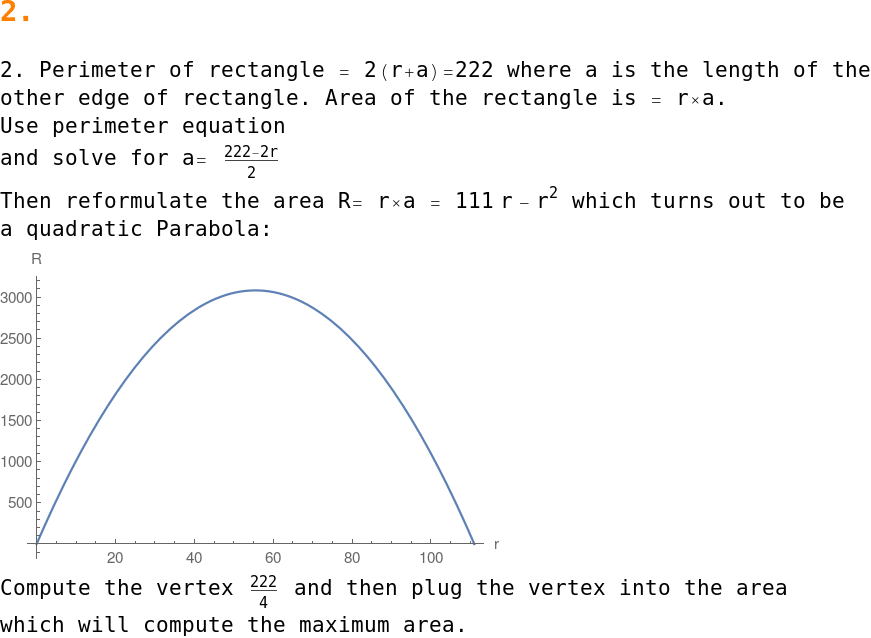 2.
2. Perimeter of rectangle = 2(r+a)=222 where a is the length of the
other edge of rectangle. Area of the rectangle is = r×a.
Use perimeter equation
and solve for a= \frac{222-2r}{2}
Then reformulate the area R= r×a = 111 r - r^2 which turns out to be
a quadratic Parabola:
R
3000
2500
2000
1500
1000
500
20 40 60 80 100 r
Compute the vertex \frac{222}{4} and then plug the vertex into the area
which will compute the maximum area.